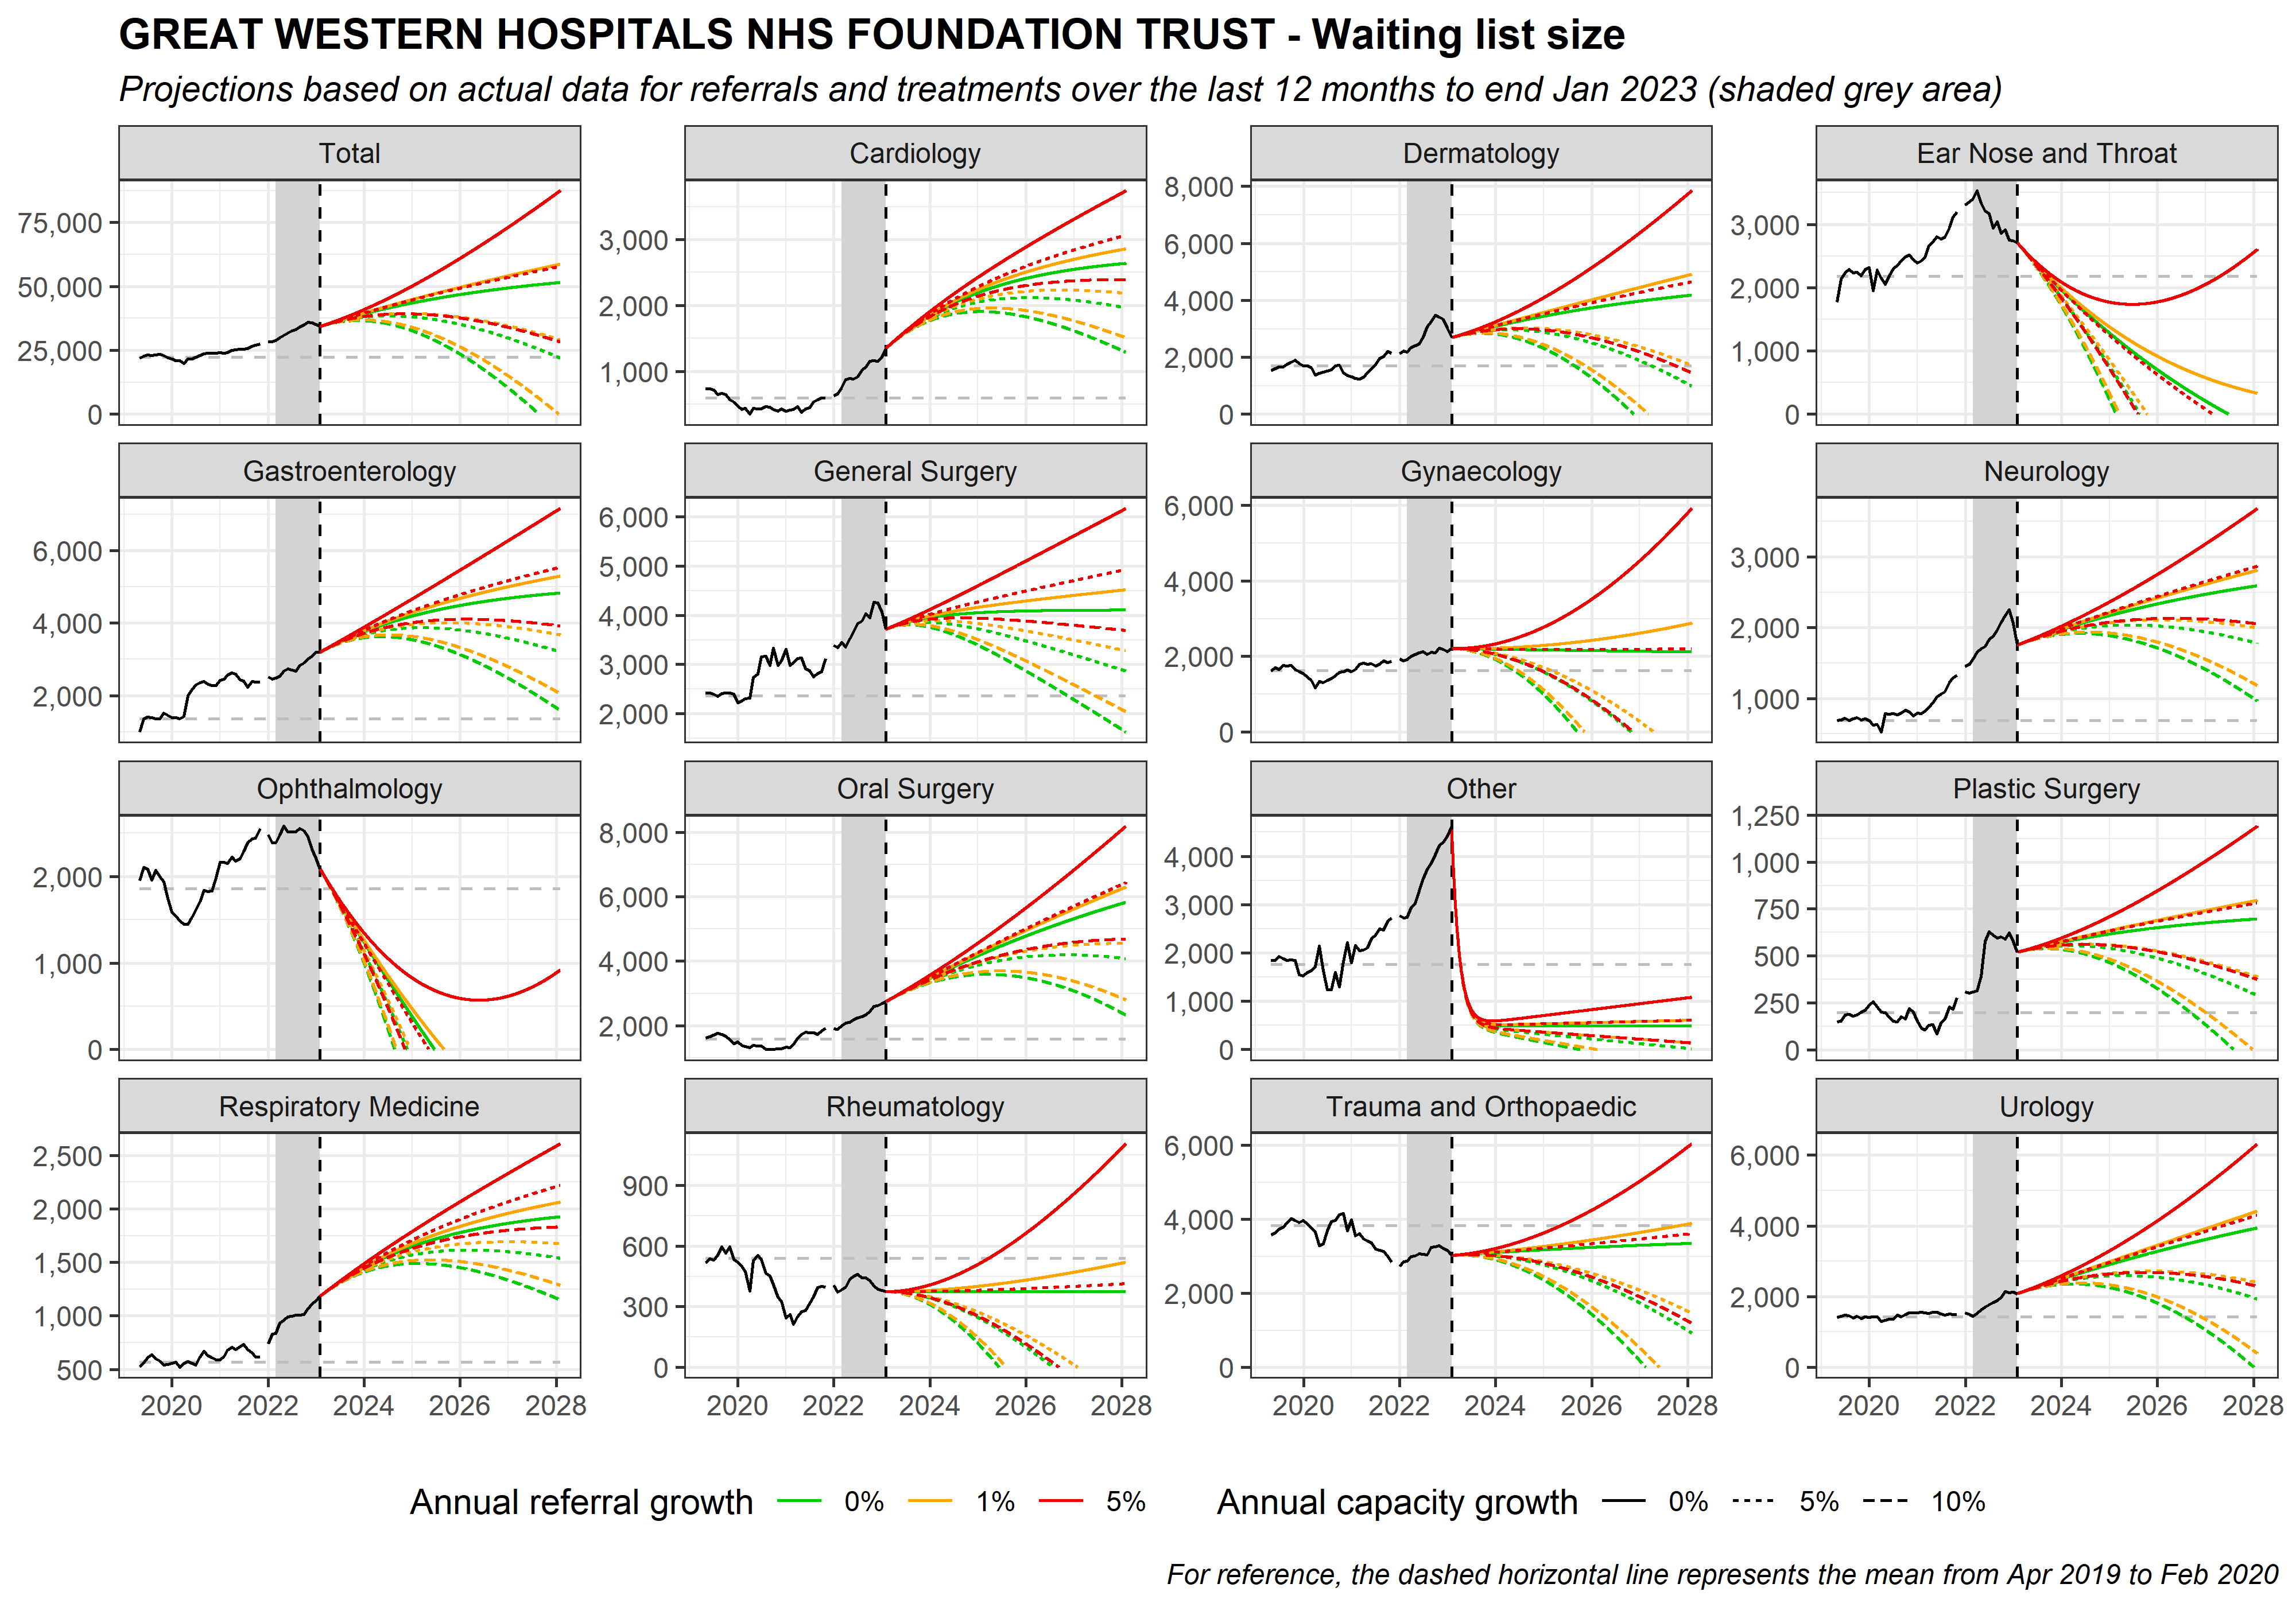 GREAT WESTERN HOSPITALS NHS FOUNDATION TRUST - Waiting list size
Projections based on actual data for referrals and treatments over the last 12 months to end Jan 2023 (shaded grey area)
Total
75,000
50,000
25,000
0
Cardiology
3,000
2,000
1,000
Dermatology
8,000
6,000
4,000
2,000
0
Ear Nose and Throat
3,000
2,000
1,000
0
Gastroenterology
6,000
4,000
2,000
General Surgery
6,000
5,000
4,000
3,000
2,000
Gynaecology
6,000
4,000
2,000
0
Neurology
3,000
2,000
1,000
Ophthalmology
2,000
1,000
0
Oral Surgery
8,000
6,000
4,000
2,000
Other
4,000
3,000
2,000
1,000
0
Plastic Surgery
1,250
1,000
750
500
250
0
Respiratory Medicine
2,500
2,000
1,500
1,000
500
2020 2022 2024 2026 2028
Rheumatology
900
600
300
0
2020 2022 2024 2026 2028
Trauma and Orthopaedic
6,000
4,000
2,000
0
2020 2022 2024 2026 2028
Urology
6,000
4,000
2,000
0
2020 2022 2024 2026 2028
Annual referral growth 0% 1% 5% Annual capacity growth 0% 5% 10%
For reference, the dashed horizontal line represents the mean from Apr 2019 to Feb 2020